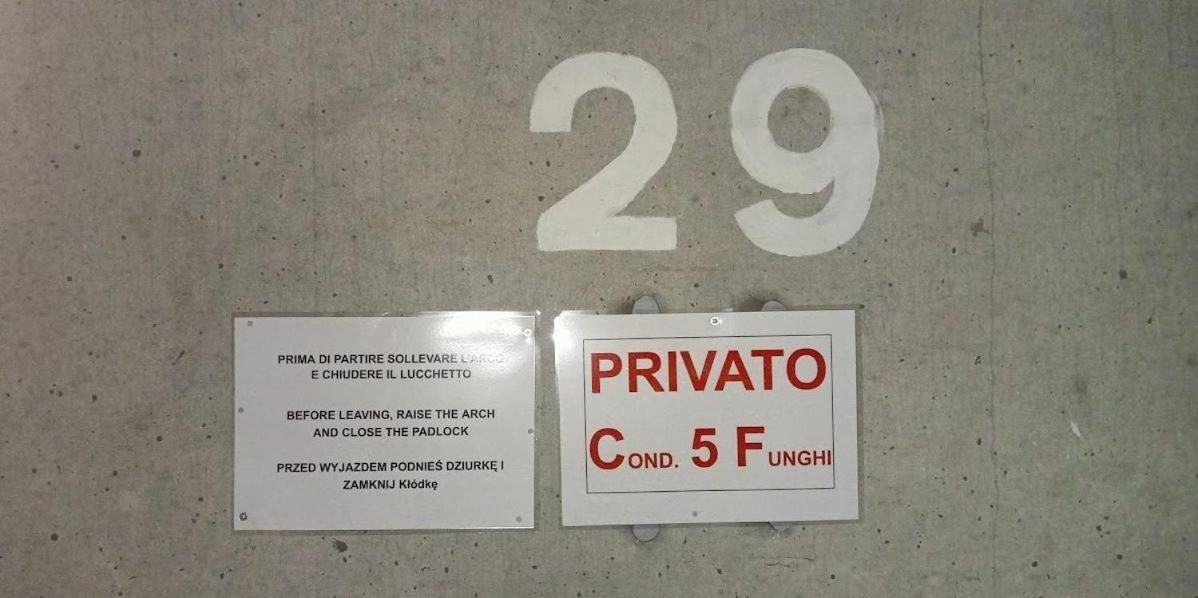 29
PRIMA DI PARTIRE SOLLEVARE L'ARCO
E CHIUDERE IL LUCCHETTO
BEFORE LEAVING, RAISE THE ARCH
AND CLOSE THE PADLOCK
PRZED WYJAZDEM PODNIEŚ DZIURKĘ I
ZAMKNIJ Kłódkę
PRIVATO
COND. 5 FUNGHI